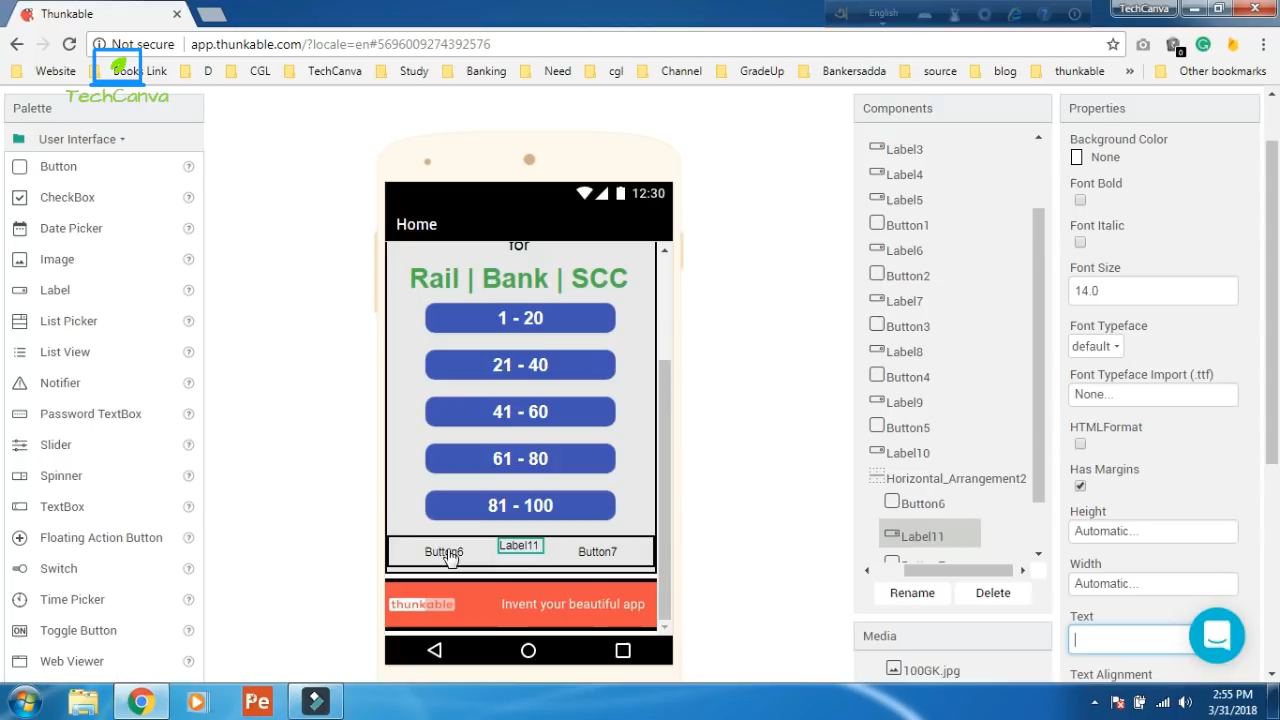 Thunkable
TechCanva
English
Not secure
app.thunkable.com/?locale=en#5696009274392576
0
Website
Books Link
D
CGL
TechCanva
Study
Banking
Need
cgl
Channel
GradeUp
Bankersadda
source
blog
thunkable
Other bookmarks
TechCanva
Palette
User Interface
Button
CheckBox
Date Picker
Image
Label
List Picker
List View
Notifier
Password TextBox
Slider
Spinner
TextBox
Floating Action Button
Switch
Time Picker
Toggle Button
Web Viewer
12:30
Home
for
Rail | Bank | SCC
1 - 20
21 - 40
41 - 60
61 - 80
81 - 100
Button6
Label11
Button7
thunkable
Invent your beautiful app
Components
Label3
Label4
Label5
Button1
Label6
Button2
Label7
Button3
Label8
Button4
Label9
Button5
Label10
Horizontal_Arrangement2
Button6
Label11
Rename
Delete
Media
100GK.jpg
Properties
Background Color
None
Font Bold
Font Italic
Font Size
14.0
Font Typeface
default
Font Typeface Import (.ttf)
None...
HTMLFormat
Has Margins
Height
Automatic...
Width
Automatic...
Text
Text Alignment
Pe
2:55 PM
3/31/2018